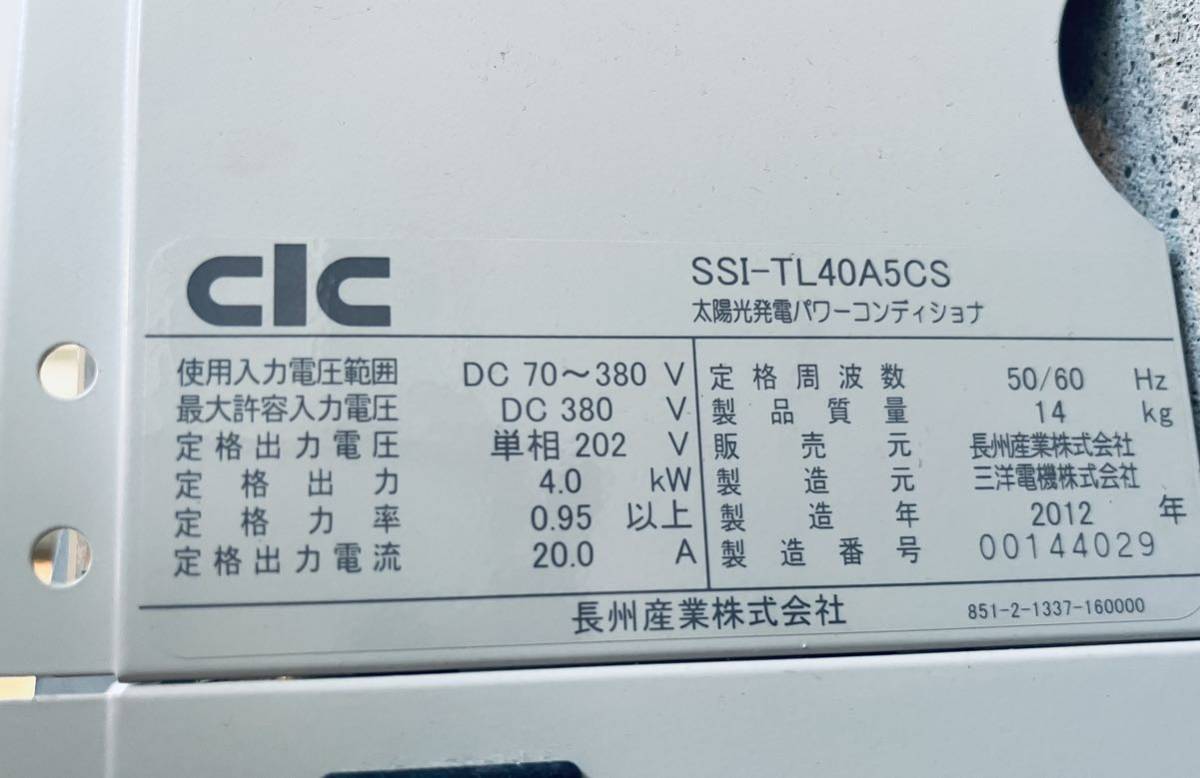 CIC
SSI-TL40A5CS
太陽光発電パワーコンディショナ
使用入力電圧範囲 DC 70～380 V
最大許容入力電圧 DC 380 V
定格出力電圧 単相 202 V
定格出力 4.0 kW
定格力率 0.95 以上
定格出力電流 20.0 A
定格周波数 50/60 Hz
製品質量 14 kg
販売元 長州産業株式会社
製造元 三洋電機株式会社
製造年 2012 年
製造番号 00144029
長州産業株式会社 851-2-1337-160000